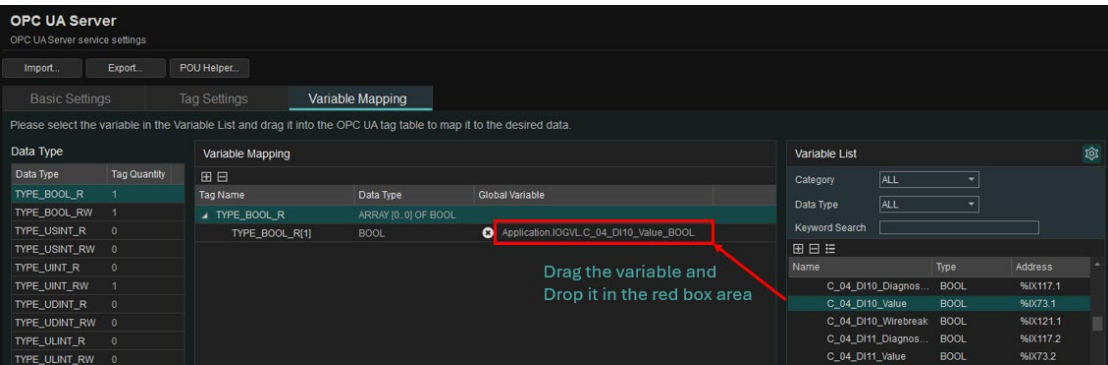 OPC UA Server
OPC UA Server service settings
Import... Export... POU Helper...
Basic Settings Tag Settings Variable Mapping
Please select the variable in the Variable List and drag it into the OPC UA tag table to map it to the desired data.
Data Type
Data Type Tag Quantity
TYPE_BOOL_R 1
TYPE_BOOL_RW 1
TYPE_USINT_R 0
TYPE_USINT_RW 0
TYPE_UINT_R 0
TYPE_UINT_RW 1
TYPE_UDINT_R 0
TYPE_UDINT_RW 0
TYPE_ULINT_R 0
TYPE_ULINT_RW 0
Variable Mapping
Tag Name Data Type Global Variable
TYPE_BOOL_R ARRAY [0..0] OF BOOL
TYPE_BOOL_R[1] BOOL Application.IOGVL.C_04_DI10_Value_BOOL
Drag the variable and
Drop it in the red box area
Variable List
Category ALL
Data Type ALL
Keyword Search
Name Type Address
C_04_DI10_Diagnos... BOOL %IX117.1
C_04_DI10_Value BOOL %IX73.1
C_04_DI10_Wirebreak BOOL %IX121.1
C_04_DI11_Diagnos... BOOL %IX117.2
C_04_DI11_Value BOOL %IX73.2